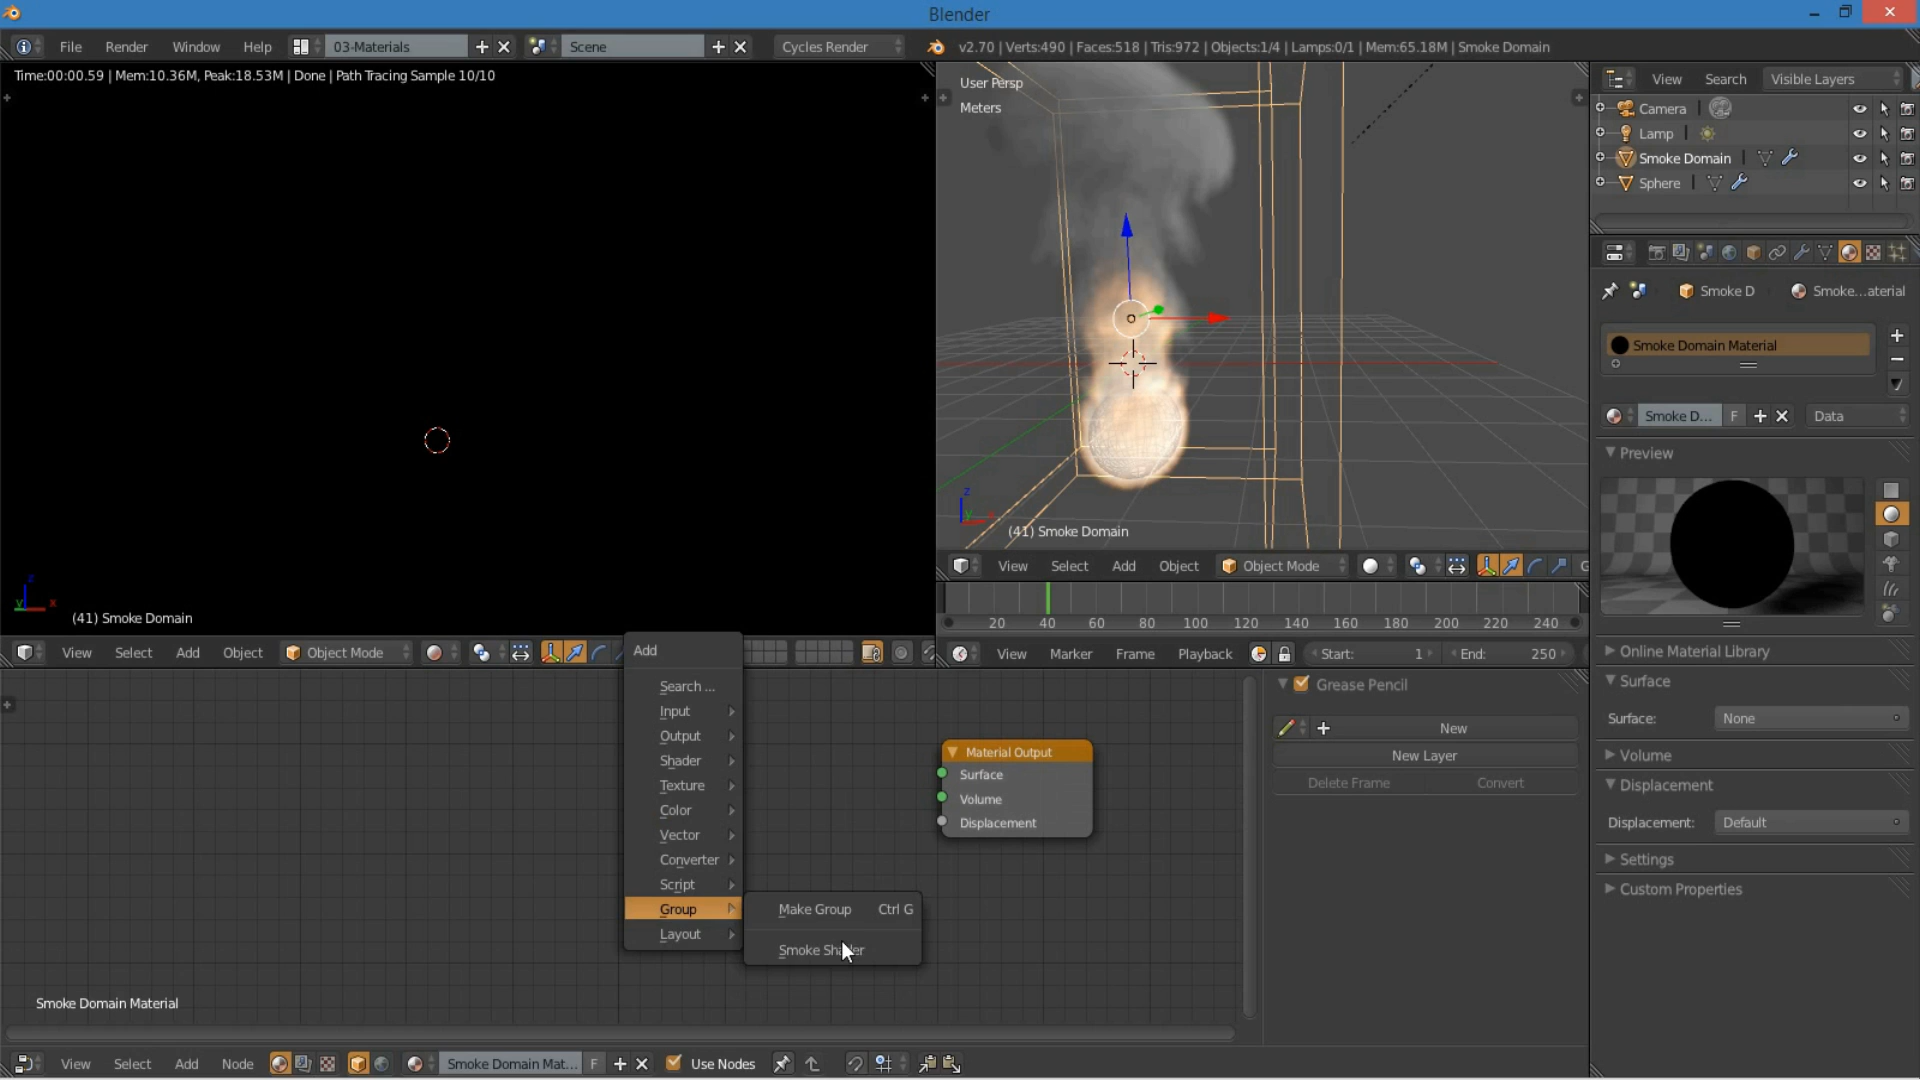 Blender
File Render Window Help 03-Materials Scene Cycles Render v2.70 | Verts:490 | Faces:518 | Tris:972 | Objects:1/4 | Lamps:0/1 | Mem:65.18M | Smoke Domain
Time:00:00.59 | Mem:10.36M, Peak:18.53M | Done | Path Tracing Sample 10/10
User Persp
Meters
View Search Visible Layers
Camera
Lamp
Smoke Domain
Sphere
Smoke D Smoke...aterial
Smoke Domain Material
Smoke D... F Data
Preview
z
y x
(41) Smoke Domain
View Select Add Object Object Mode G
20 40 60 80 100 120 140 160 180 200 220 240
View Marker Frame Playback Start: 1 End: 250
z
y x
(41) Smoke Domain
View Select Add Object Object Mode
Online Material Library
Surface
Surface: None
Volume
Displacement
Displacement: Default
Settings
Custom Properties
Add
Search ...
Input
Output
Shader
Texture
Color
Vector
Converter
Script
Group
Layout
Make Group Ctrl G
Smoke Shader
Material Output
Surface
Volume
Displacement
Grease Pencil
New
New Layer
Delete Frame Convert
Smoke Domain Material
View Select Add Node Smoke Domain Mat... F Use Nodes